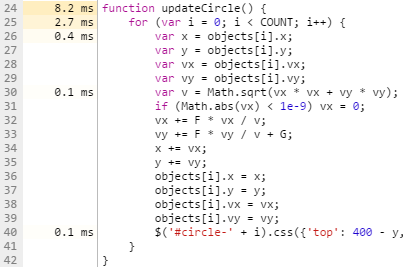 24 8.2 ms function updateCircle() {
25 2.7 ms for (var i = 0; i < COUNT; i++) {
26 0.4 ms var x = objects[i].x;
27 var y = objects[i].y;
28 var vx = objects[i].vx;
29 var vy = objects[i].vy;
30 0.1 ms var v = Math.sqrt(vx * vx + vy * vy);
31 if (Math.abs(vx) < 1e-9) vx = 0;
32 vx += F * vx / v;
33 vy += F * vy / v + G;
34 x += vx;
35 y += vy;
36 objects[i].x = x;
37 objects[i].y = y;
38 objects[i].vx = vx;
39 objects[i].vy = vy;
40 0.1 ms $('#circle-' + i).css({'top': 400 - y,
41 }
42 }